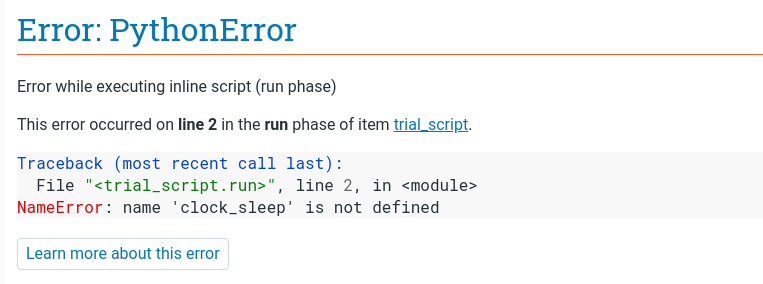 Error: PythonError
Error while executing inline script (run phase)
This error occurred on line 2 in the run phase of item trial_script.
Traceback (most recent call last):
  File "<trial_script.run>", line 2, in <module>
NameError: name 'clock_sleep' is not defined
Learn more about this error